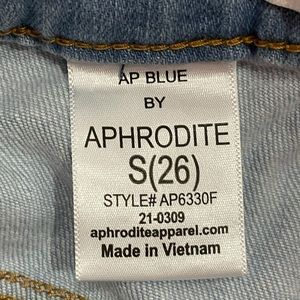 AP BLUE
BY
APHRODITE
S(26)
STYLE# AP6330F
21-0309
aphroditeapparel.com
Made in Vietnam